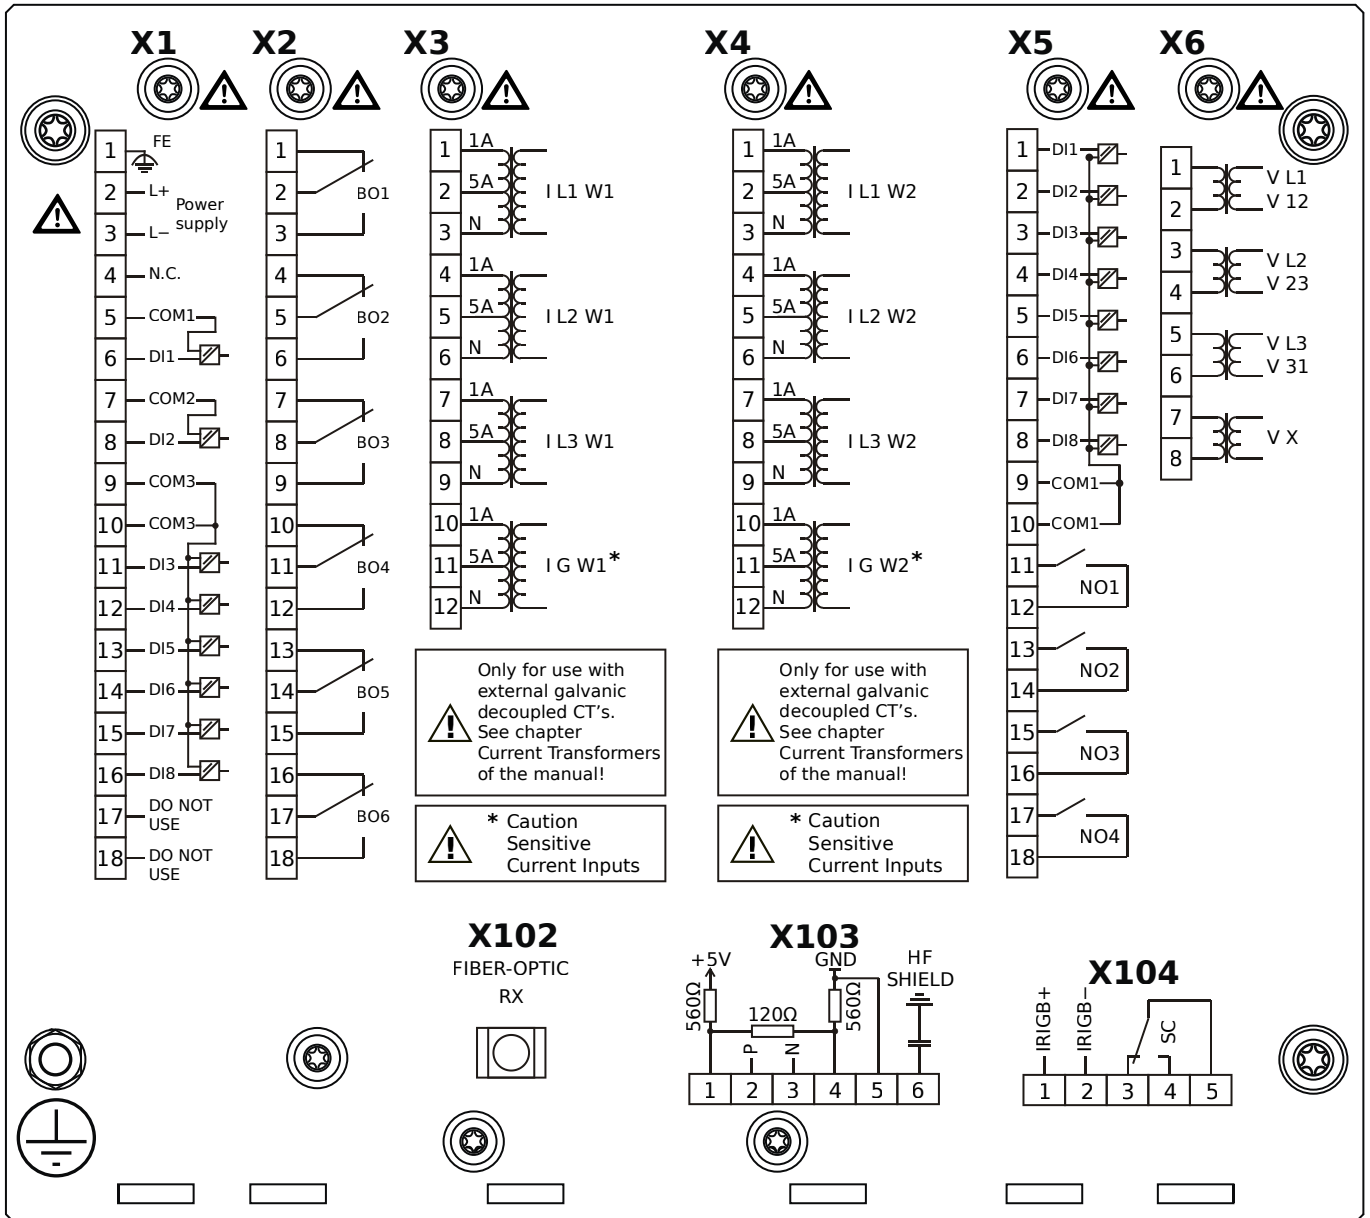 X1
X2
X3
X4
X5
X6
1
FE
2
L+
Power
supply
3
L−
4
N.C.
5
COM1
6
DI1
7
COM2
8
DI2
9
COM3
10
COM3
11
DI3
12
DI4
13
DI5
14
DI6
15
DI7
16
DI8
17
DO NOT
USE
18
DO NOT
USE
1
2
BO1
3
4
5
BO2
6
7
8
BO3
9
10
11
BO4
12
13
14
BO5
15
16
17
BO6
18
1
1A
2
5A
I L1 W1
3
N
4
1A
5
5A
I L2 W1
6
N
7
1A
8
5A
I L3 W1
9
N
10
1A
11
5A
I G W1*
12
N
Only for use with
external galvanic
decoupled CT's.
See chapter
Current Transformers
of the manual!
* Caution
Sensitive
Current Inputs
1
1A
2
5A
I L1 W2
3
N
4
1A
5
5A
I L2 W2
6
N
7
1A
8
5A
I L3 W2
9
N
10
1A
11
5A
I G W2*
12
N
Only for use with
external galvanic
decoupled CT's.
See chapter
Current Transformers
of the manual!
* Caution
Sensitive
Current Inputs
1
DI1
2
DI2
3
DI3
4
DI4
5
DI5
6
DI6
7
DI7
8
DI8
9
COM1
10
COM1
11
NO1
12
13
NO2
14
15
NO3
16
17
NO4
18
1
V L1
2
V 12
3
V L2
4
V 23
5
V L3
6
V 31
7
V X
8
X102
FIBER-OPTIC
RX
X103
+5V
GND
HF
SHIELD
560Ω
120Ω
560Ω
P
N
1 2 3 4 5 6
X104
IRIGB+
IRIGB−
SC
1 2 3 4 5